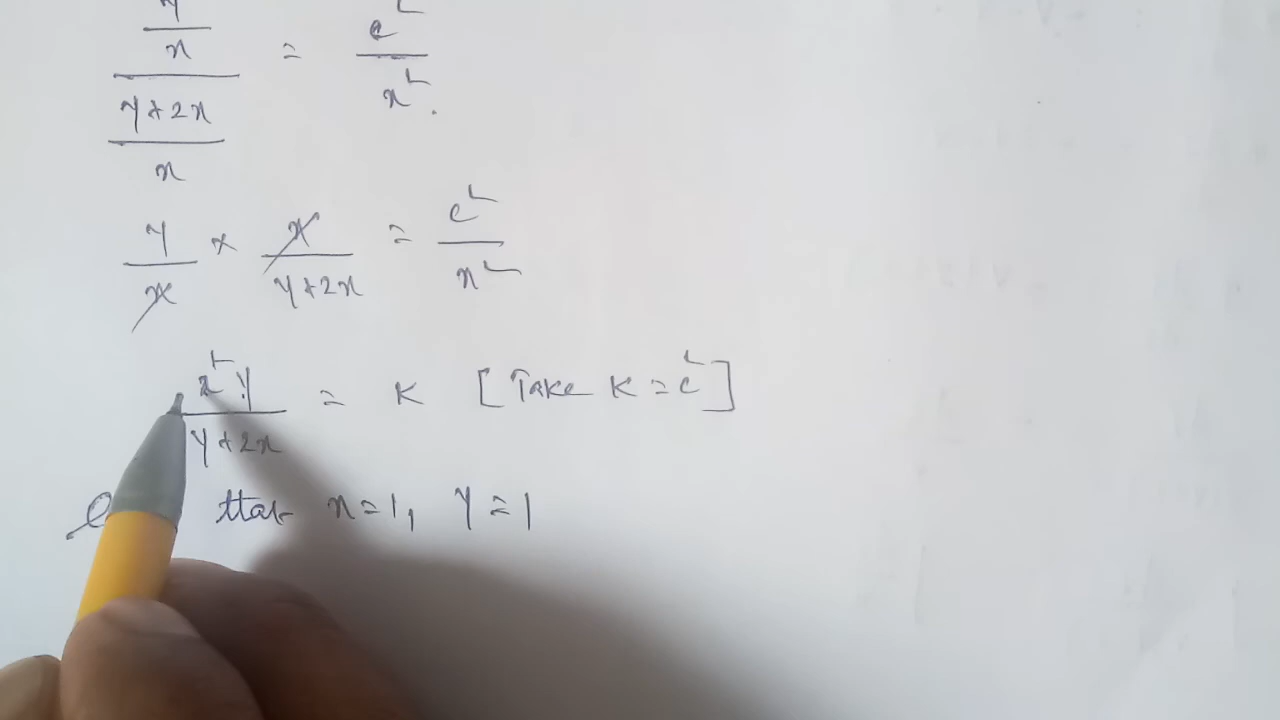 y/x / (y+2x)/x = c²/x².
y/x × x/(y+2x) = c²/x²
x²y/(y+2x) = K [Take K = c²]
that x=1, y=1